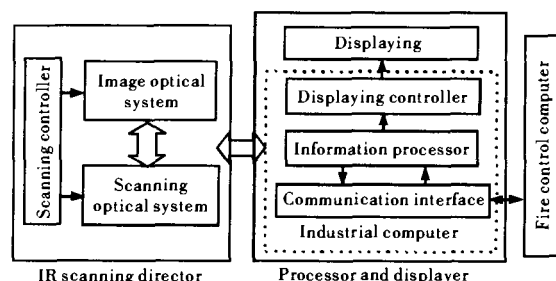 Scanning controller
Image optical
system
Scanning
optical system
IR scanning director
Displaying
Displaying controller
Information processor
Communication interface
Industrial computer
Processor and displayer
Fire control computer